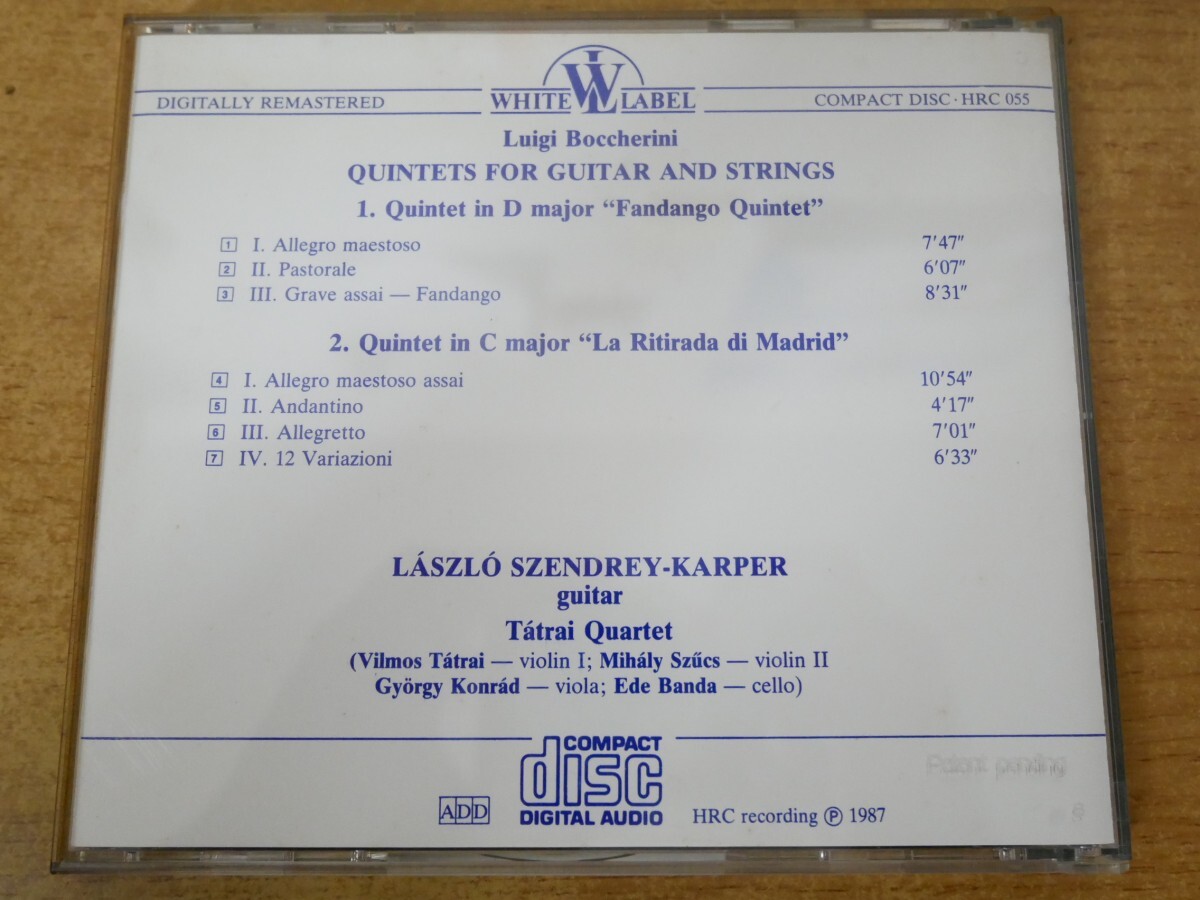 DIGITALLY REMASTERED
WL
WHITE LABEL
COMPACT DISC · HRC 055
Luigi Boccherini
QUINTETS FOR GUITAR AND STRINGS
1. Quintet in D major “Fandango Quintet”
1 I. Allegro maestoso 7′47″
2 II. Pastorale 6′07″
3 III. Grave assai — Fandango 8′31″
2. Quintet in C major “La Ritirada di Madrid”
4 I. Allegro maestoso assai 10′54″
5 II. Andantino 4′17″
6 III. Allegretto 7′01″
7 IV. 12 Variazioni 6′33″
LÁSZLÓ SZENDREY-KARPER
guitar
Tátrai Quartet
(Vilmos Tátrai — violin I; Mihály Szűcs — violin II
György Konrád — viola; Ede Banda — cello)
COMPACT
disc
DIGITAL AUDIO
ADD
HRC recording ℗ 1987
Patent pending